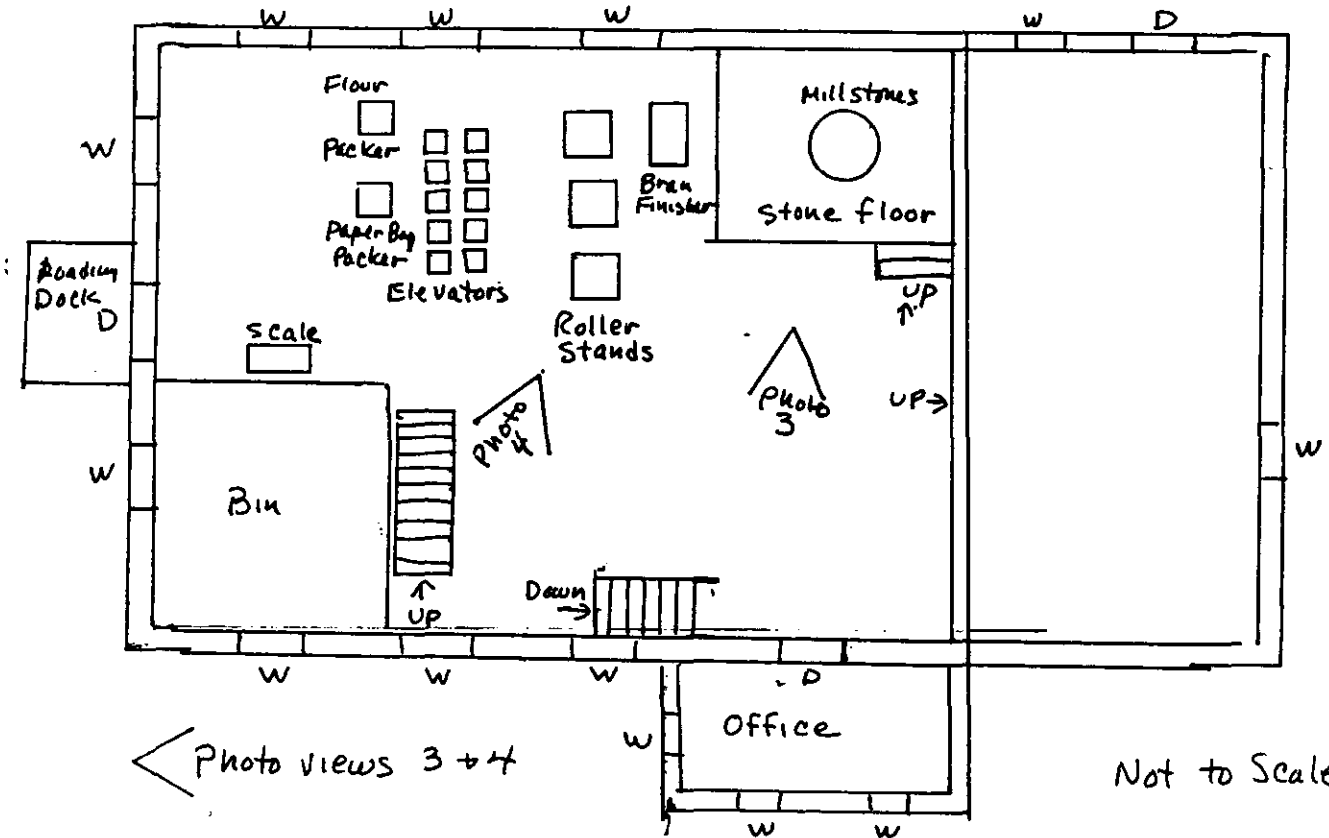 W W W W D
Flour
Packer
Millstones
W
Bran
Finisher
Stone floor
Paper Bag
Packer
Elevators
Loading
Dock
D
UP
Scale
Roller
Stands
Photo
3
UP
Photo
4
W
W
Bin
Down
UP
W W W D
W
Office
Photo views 3 + 4
Not to Scale
W W